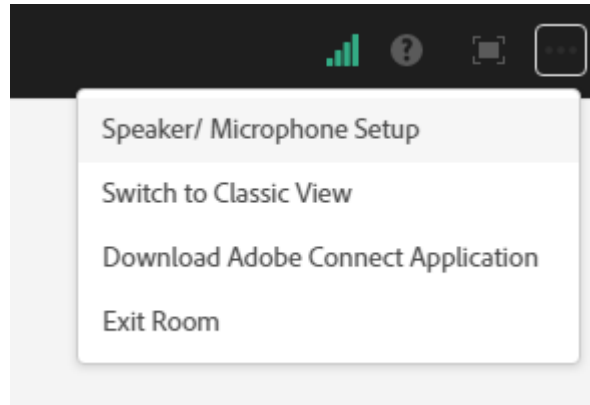 ?
Speaker/ Microphone Setup
Switch to Classic View
Download Adobe Connect Application
Exit Room